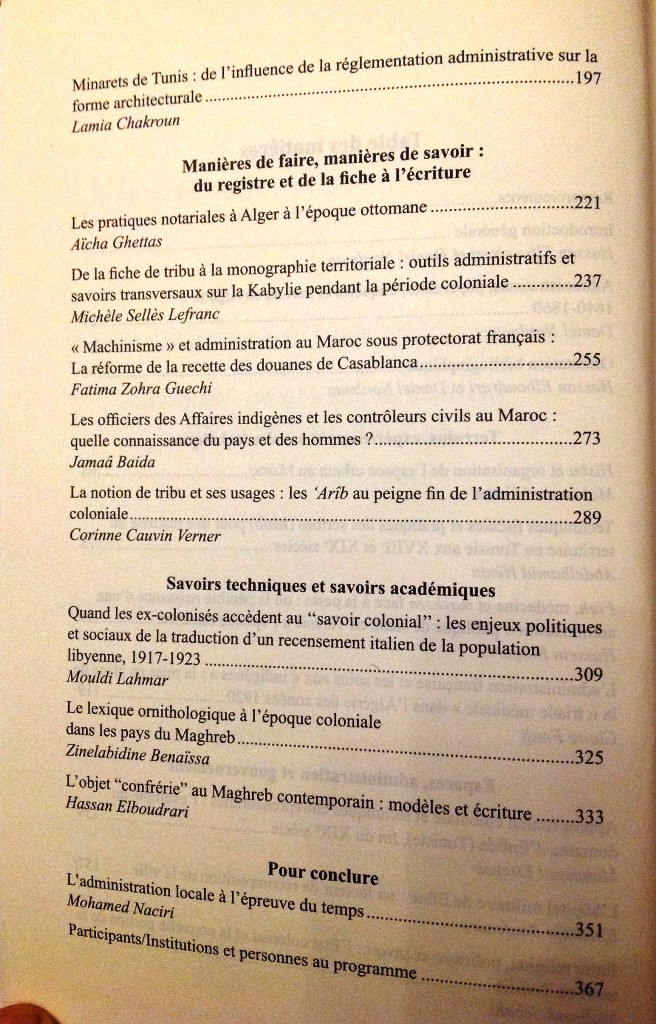 Minarets de Tunis : de l'influence de la réglementation administrative sur la
forme architecturale ..... 197
Lamia Chakroun
Manières de faire, manières de savoir :
du registre et de la fiche à l'écriture
Les pratiques notariales à Alger à l'époque ottomane ..... 221
Aïcha Ghettas
De la fiche de tribu à la monographie territoriale : outils administratifs et
savoirs transversaux sur la Kabylie pendant la période coloniale ..... 237
Michèle Sellès Lefranc
« Machinisme » et administration au Maroc sous protectorat français :
La réforme de la recette des douanes de Casablanca ..... 255
Fatima Zohra Guechi
Les officiers des Affaires indigènes et les contrôleurs civils au Maroc :
quelle connaissance du pays et des hommes ? ..... 273
Jamaâ Baida
La notion de tribu et ses usages : les ‘Arîb au peigne fin de l'administration
coloniale ..... 289
Corinne Cauvin Verner
Savoirs techniques et savoirs académiques
Quand les ex-colonisés accèdent au “savoir colonial” : les enjeux politiques
et sociaux de la traduction d'un recensement italien de la population
libyenne, 1917-1923 ..... 309
Mouldi Lahmar
Le lexique ornithologique à l'époque coloniale
dans les pays du Maghreb ..... 325
Zinelabidine Benaïssa
L'objet “confrérie” au Maghreb contemporain : modèles et écriture ..... 333
Hassan Elboudrari
Pour conclure
L'administration locale à l'épreuve du temps ..... 351
Mohamed Naciri
Participants/Institutions et personnes au programme ..... 367